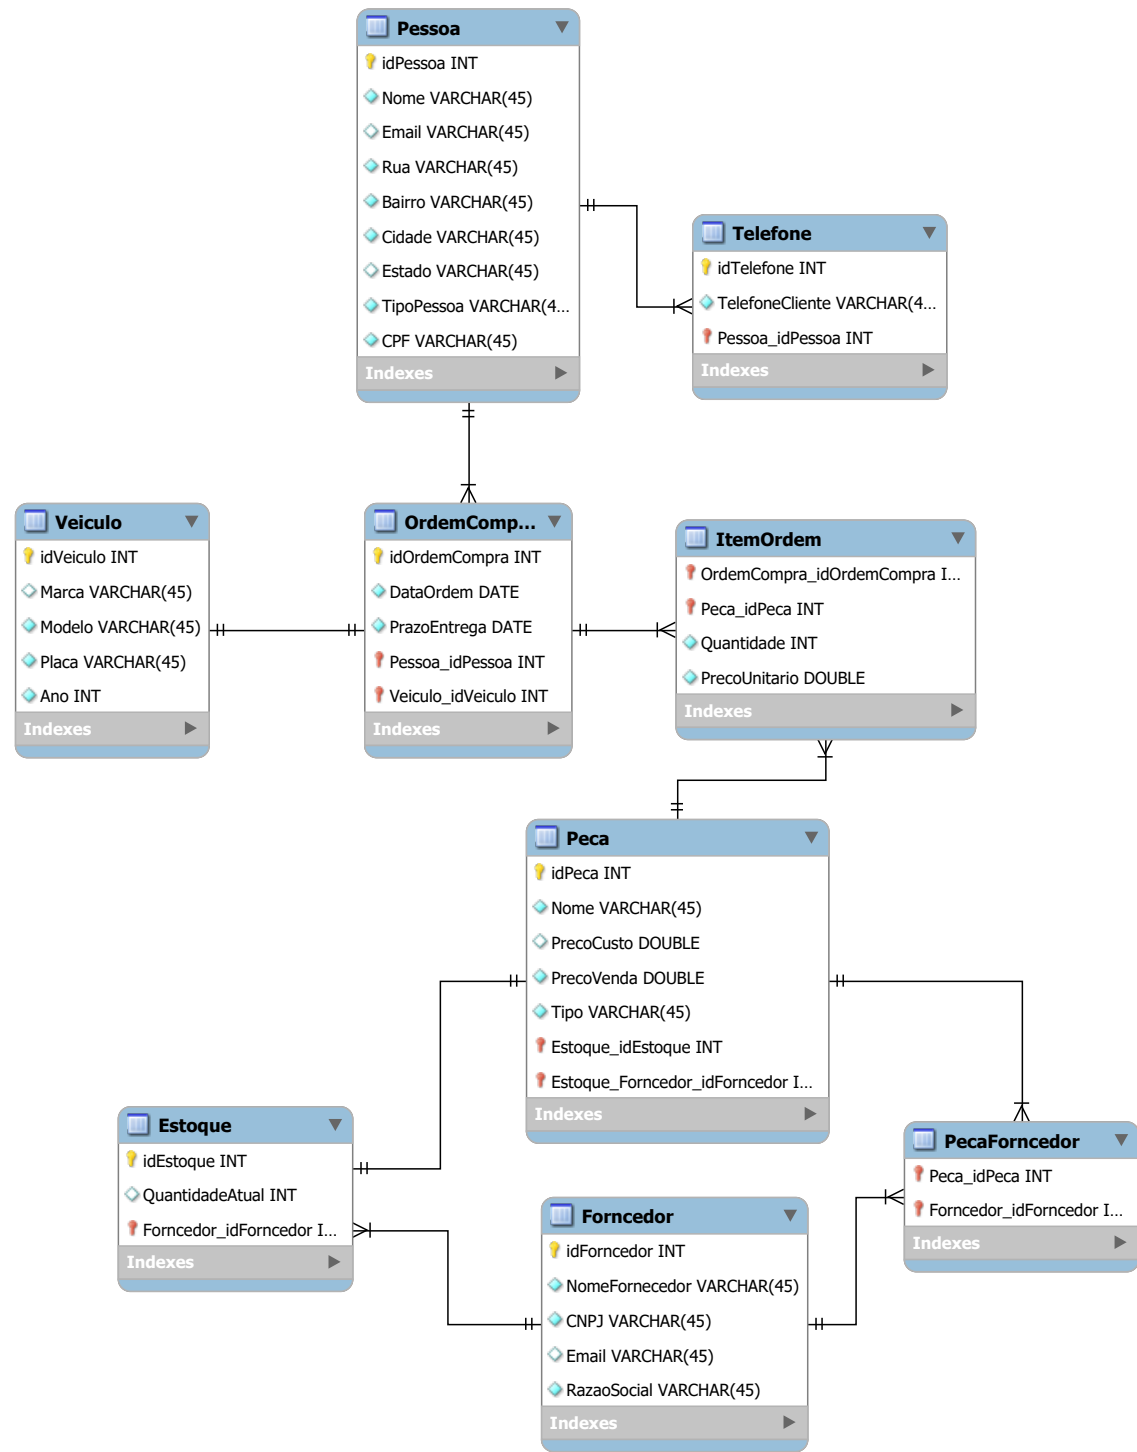 Pessoa
idPessoa INT
Nome VARCHAR(45)
Email VARCHAR(45)
Rua VARCHAR(45)
Bairro VARCHAR(45)
Cidade VARCHAR(45)
Estado VARCHAR(45)
TipoPessoa VARCHAR(4...
CPF VARCHAR(45)
Indexes
Telefone
idTelefone INT
TelefoneCliente VARCHAR(4...
Pessoa_idPessoa INT
Indexes
Veiculo
idVeiculo INT
Marca VARCHAR(45)
Modelo VARCHAR(45)
Placa VARCHAR(45)
Ano INT
Indexes
OrdemComp...
idOrdemCompra INT
DataOrdem DATE
PrazoEntrega DATE
Pessoa_idPessoa INT
Veiculo_idVeiculo INT
Indexes
ItemOrdem
OrdemCompra_idOrdemCompra I...
Peca_idPeca INT
Quantidade INT
PrecoUnitario DOUBLE
Indexes
Peca
idPeca INT
Nome VARCHAR(45)
PrecoCusto DOUBLE
PrecoVenda DOUBLE
Tipo VARCHAR(45)
Estoque_idEstoque INT
Estoque_Forncedor_idForncedor I...
Indexes
Estoque
idEstoque INT
QuantidadeAtual INT
Forncedor_idForncedor I...
Indexes
PecaForncedor
Peca_idPeca INT
Forncedor_idForncedor I...
Indexes
Forncedor
idForncedor INT
NomeFornecedor VARCHAR(45)
CNPJ VARCHAR(45)
Email VARCHAR(45)
RazaoSocial VARCHAR(45)
Indexes